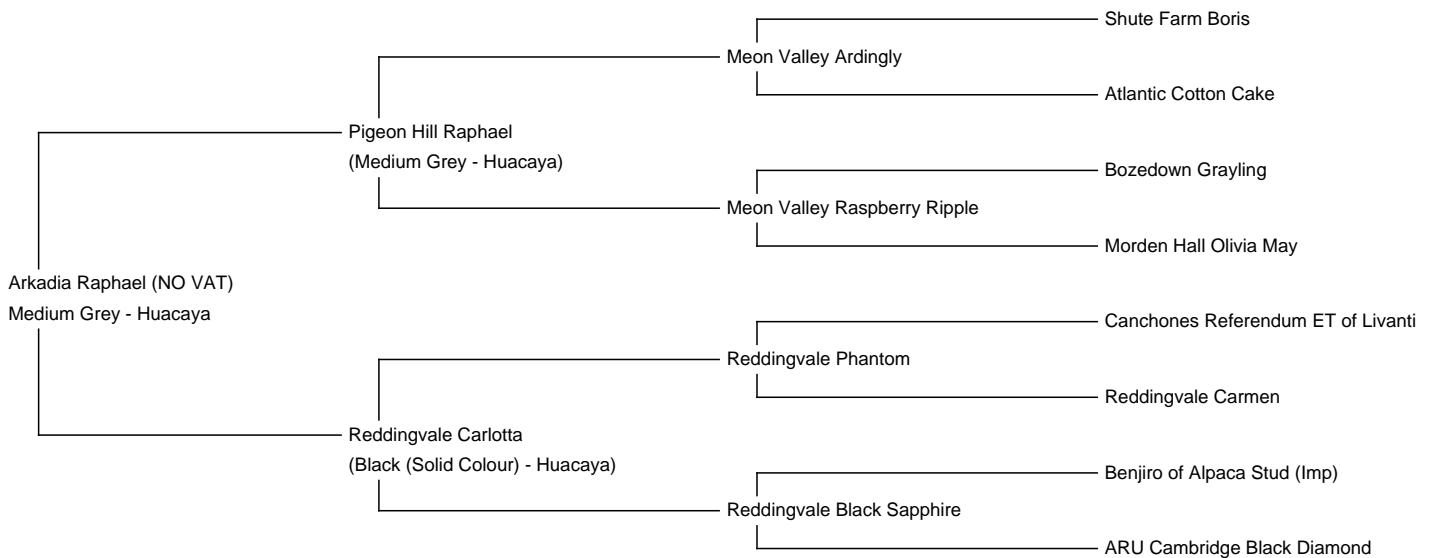 Shute Farm Boris
Meon Valley Ardingly
Atlantic Cotton Cake
Pigeon Hill Raphael
(Medium Grey - Huacaya)
Bozedown Grayling
Meon Valley Raspberry Ripple
Morden Hall Olivia May
Arkadia Raphael (NO VAT)
Medium Grey - Huacaya
Canchones Referendum ET of Livanti
Reddingvale Phantom
Reddingvale Carmen
Reddingvale Carlotta
(Black (Solid Colour) - Huacaya)
Benjiro of Alpaca Stud (Imp)
Reddingvale Black Sapphire
ARU Cambridge Black Diamond